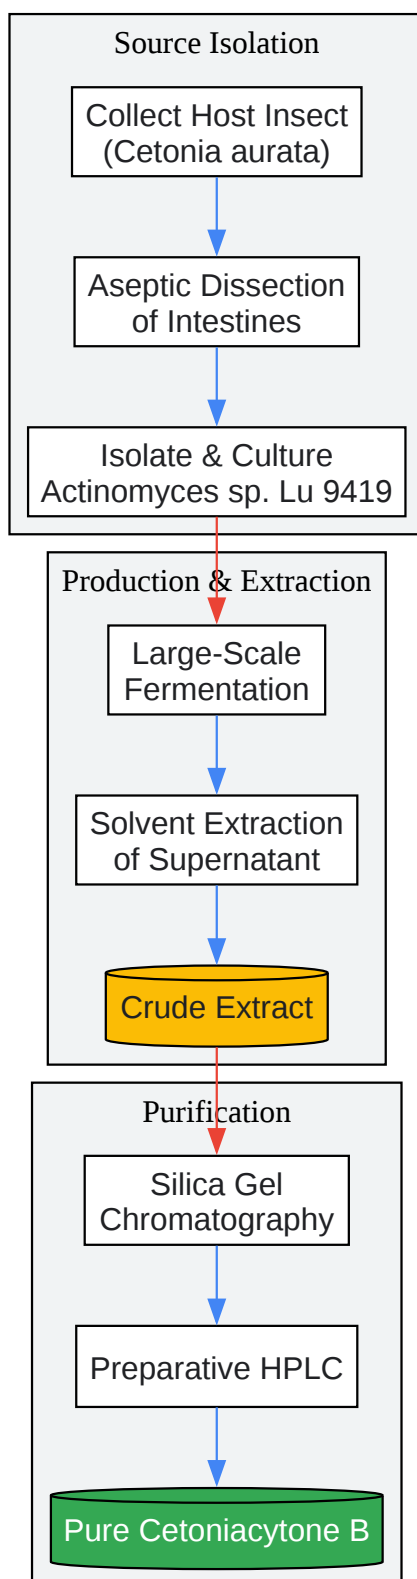 Source Isolation
Collect Host Insect
(Cetonia aurata)
Aseptic Dissection
of Intestines
Isolate & Culture
Actinomyces sp. Lu 9419
Production & Extraction
Large-Scale
Fermentation
Solvent Extraction
of Supernatant
Crude Extract
Purification
Silica Gel
Chromatography
Preparative HPLC
Pure Cetoniacytone B